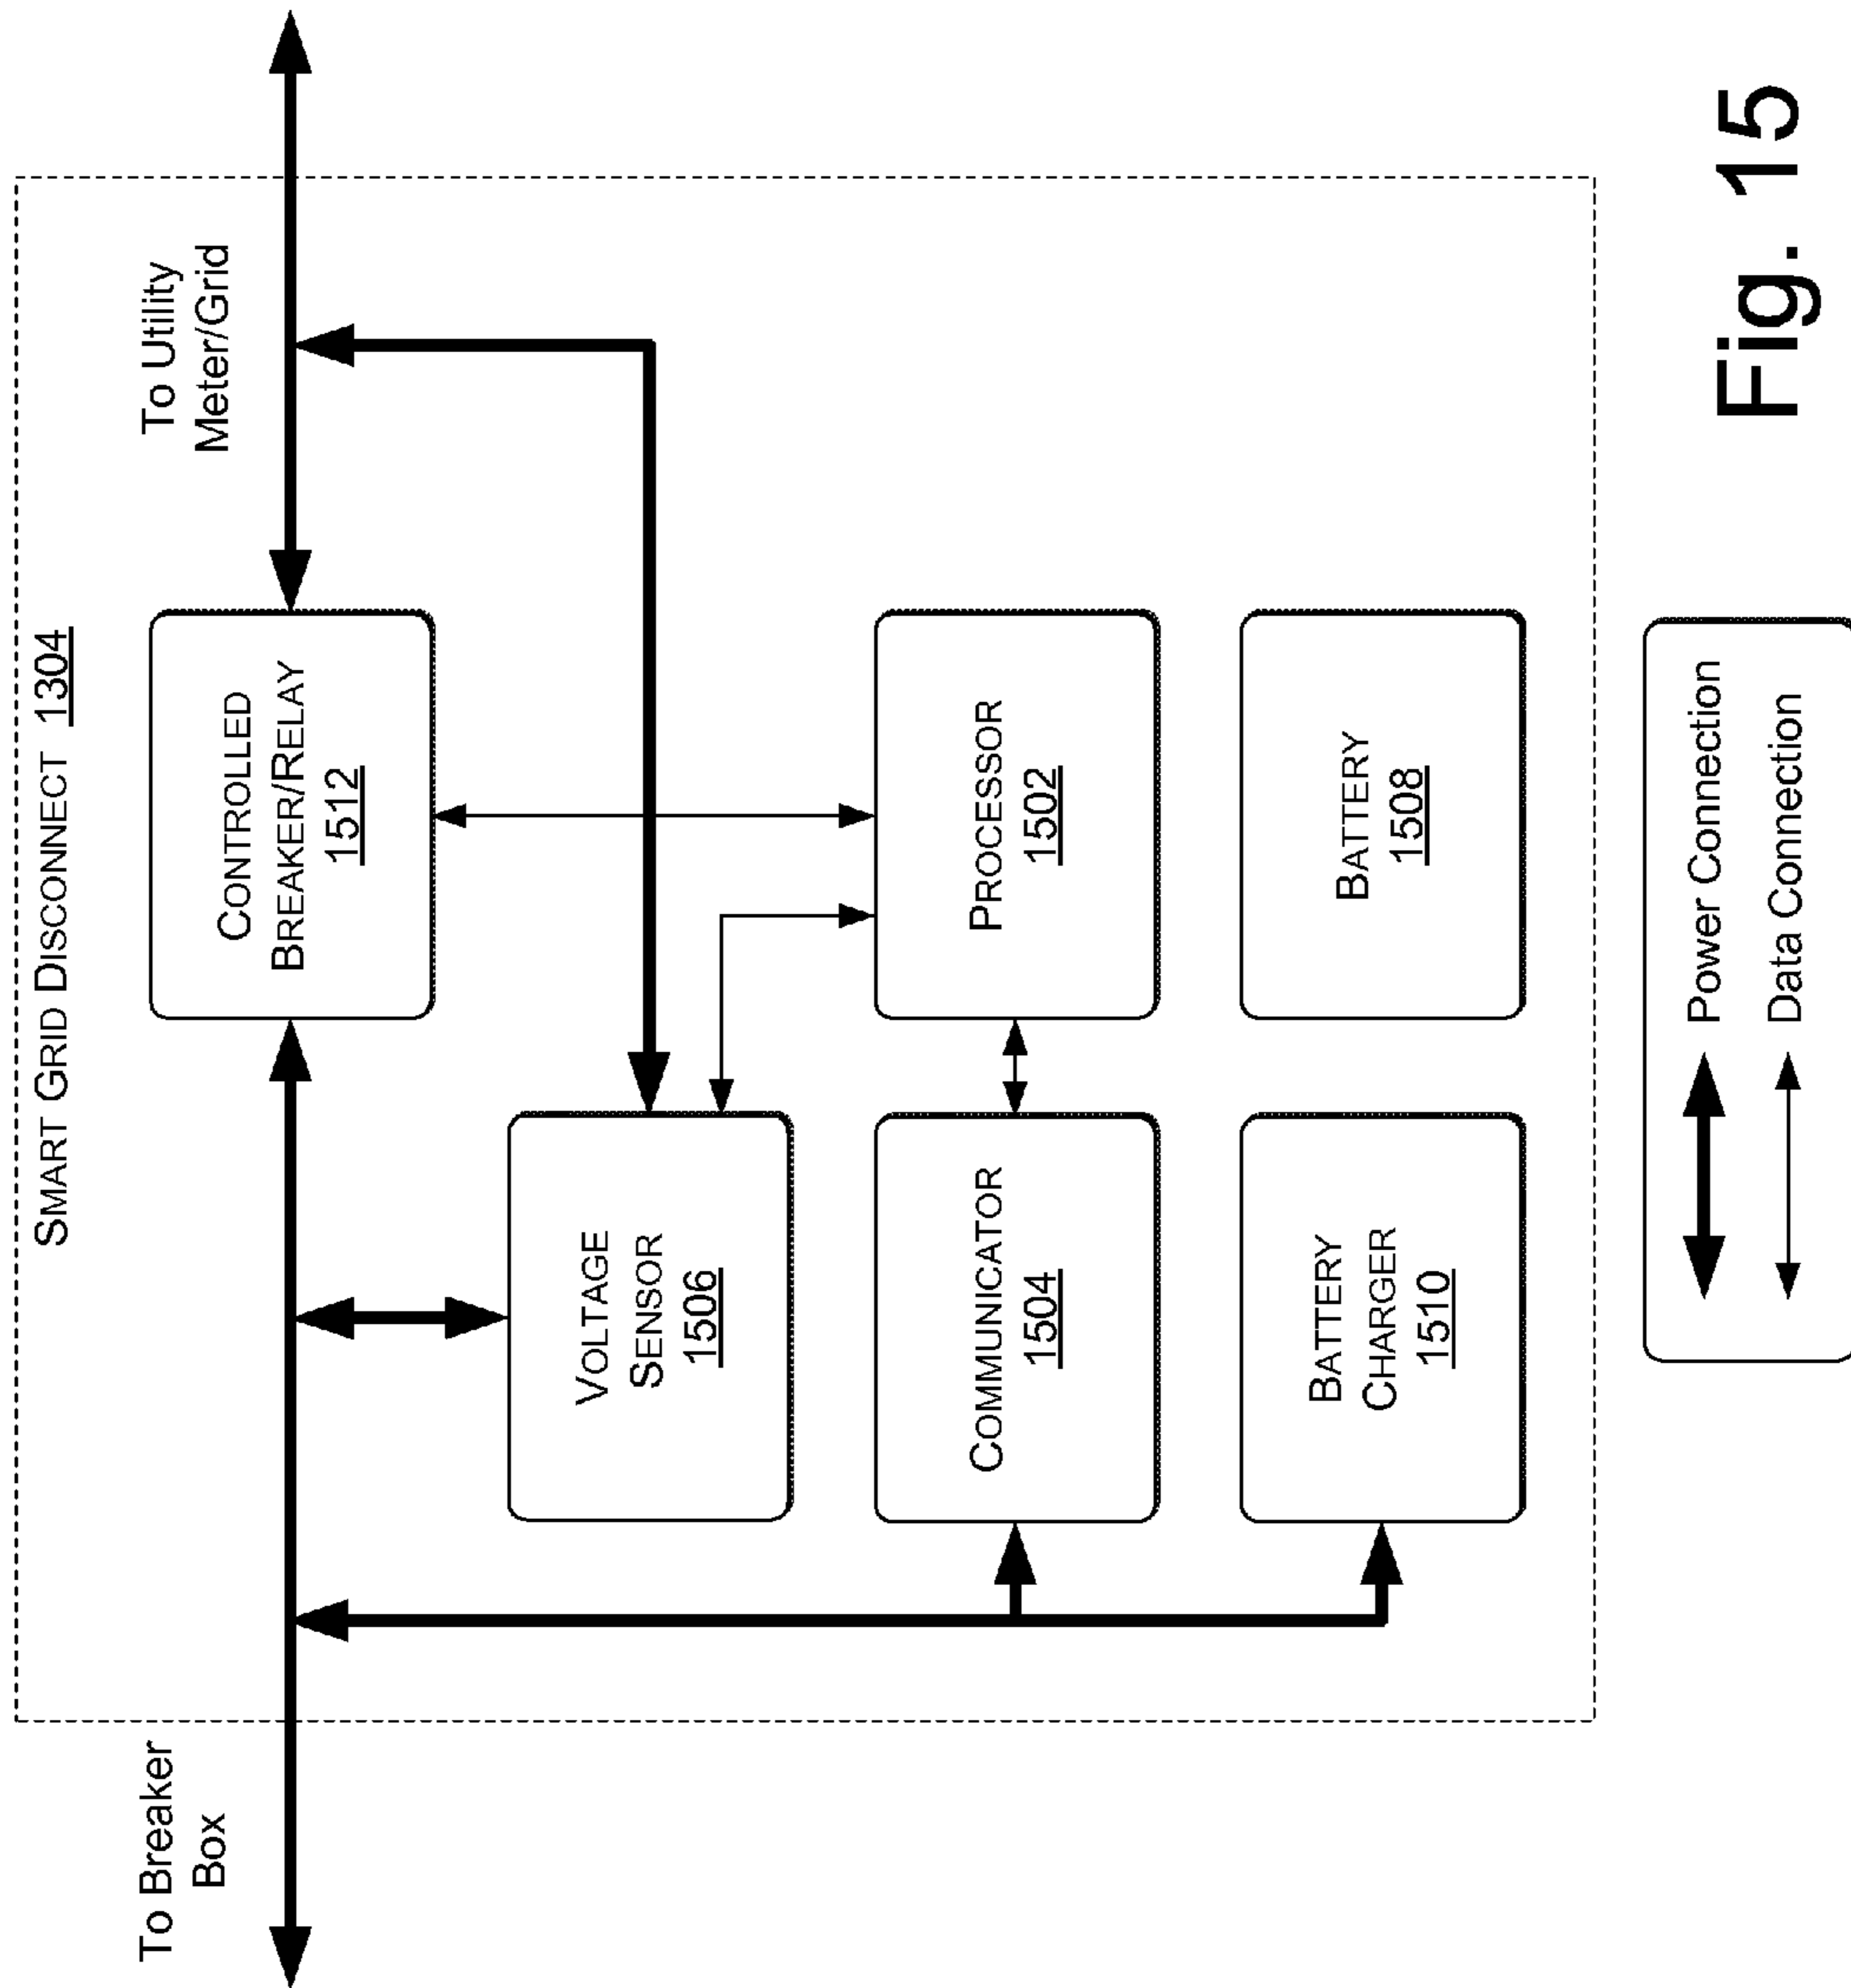 SMART GRID DISCONNECT 1304
To Breaker
Box
To Utility
Meter/Grid
CONTROLLED
BREAKER/RELAY
1512
VOLTAGE
SENSOR
1506
COMMUNICATOR
1504
PROCESSOR
1502
BATTERY
CHARGER
1510
BATTERY
1508
Power Connection
Data Connection
Fig. 15